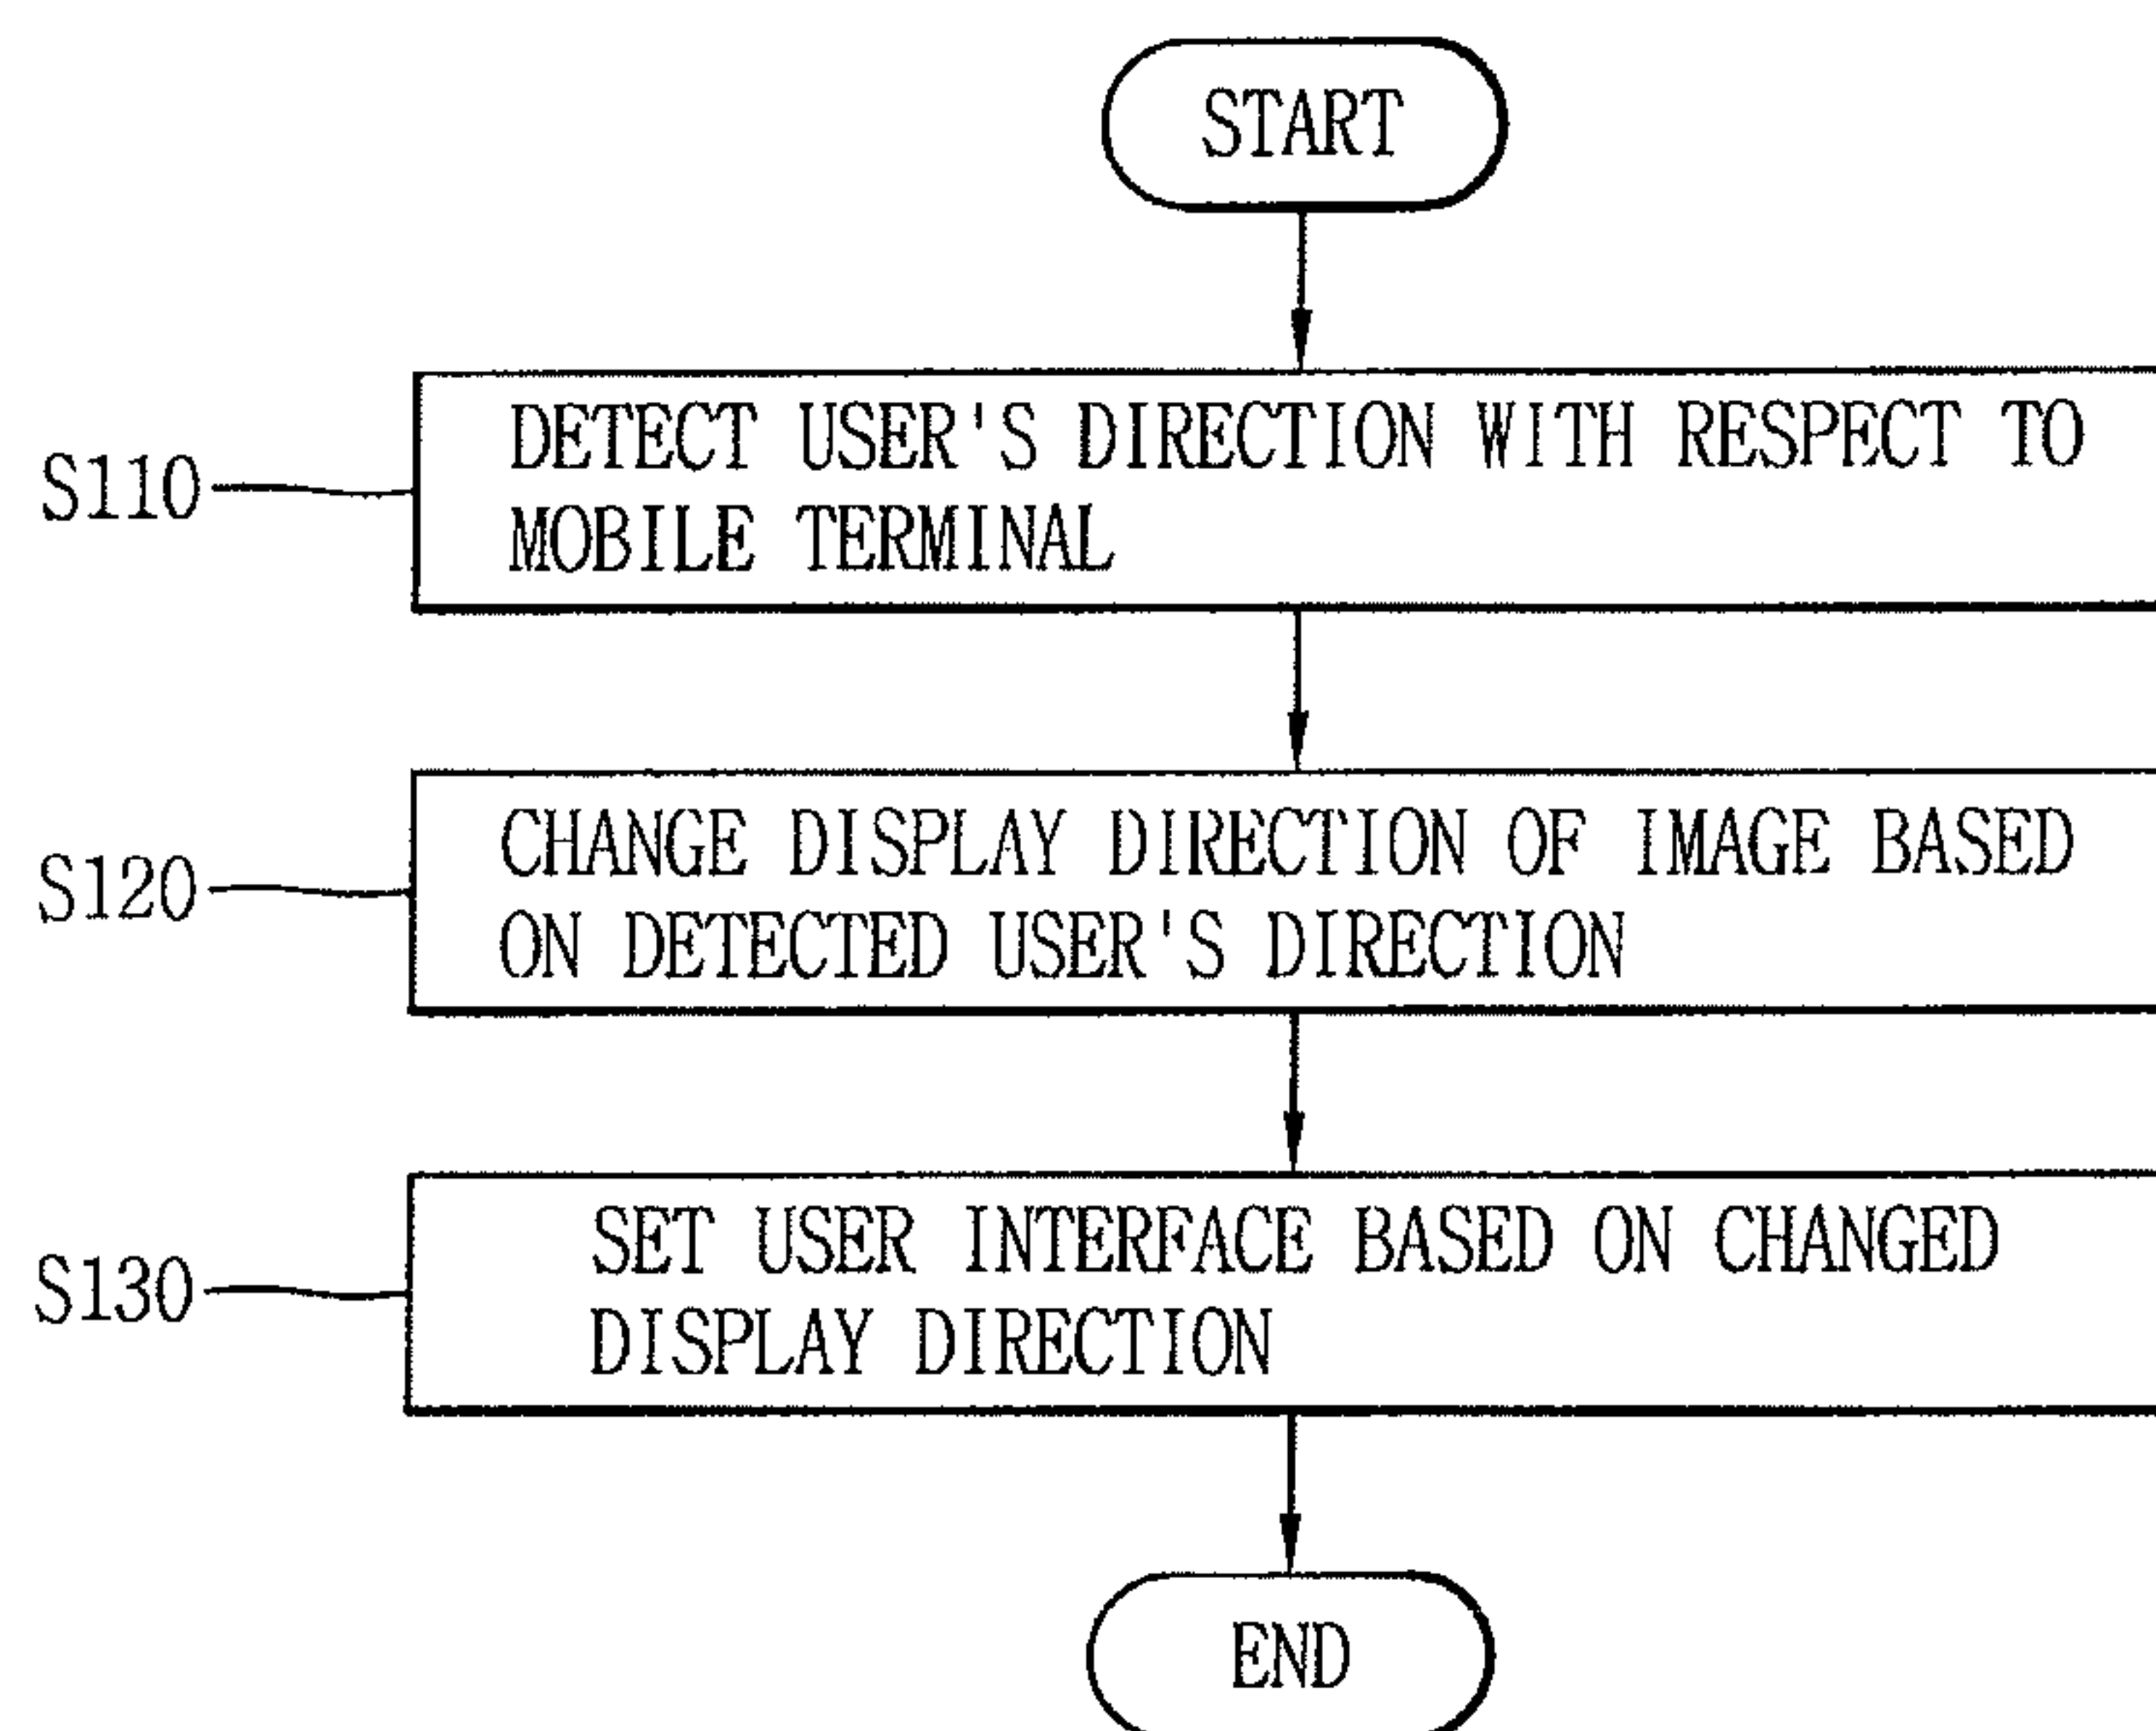 START
S110
DETECT USER'S DIRECTION WITH RESPECT TO
MOBILE TERMINAL
S120
CHANGE DISPLAY DIRECTION OF IMAGE BASED
ON DETECTED USER'S DIRECTION
S130
SET USER INTERFACE BASED ON CHANGED
DISPLAY DIRECTION
END